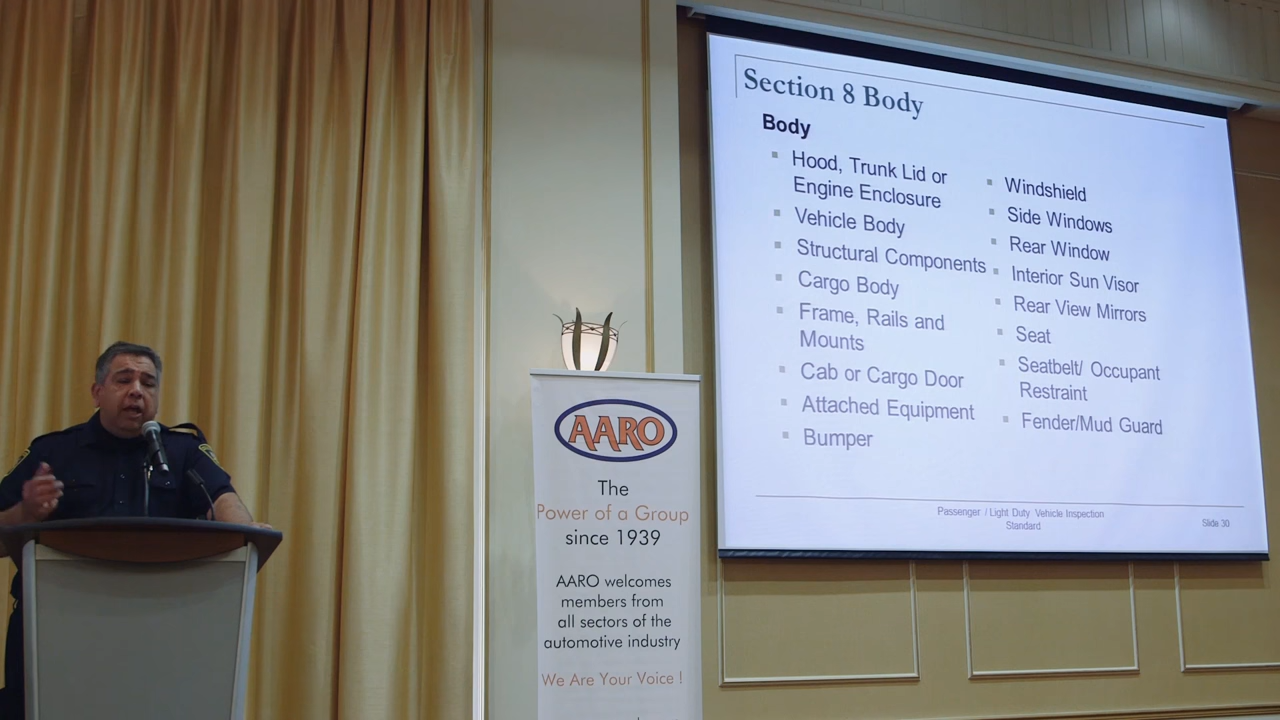 AARO
The
Power of a Group
since 1939
AARO welcomes
members from
all sectors of the
automotive industry
We Are Your Voice !
Section 8 Body
Body
Hood, Trunk Lid or
Engine Enclosure
Vehicle Body
Structural Components
Cargo Body
Frame, Rails and
Mounts
Cab or Cargo Door
Attached Equipment
Bumper
Windshield
Side Windows
Rear Window
Interior Sun Visor
Rear View Mirrors
Seat
Seatbelt/ Occupant
Restraint
Fender/Mud Guard
Passenger / Light Duty Vehicle Inspection
Standard
Slide 30